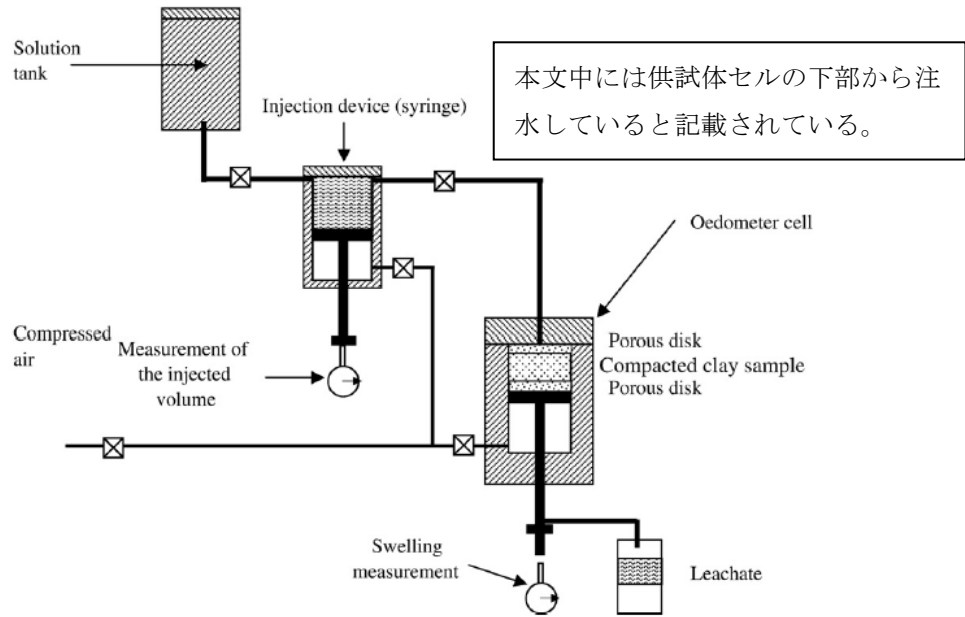 Solution
tank
本文中には供試体セルの下部から注
水していると記載されている。
Injection device (syringe)
Oedometer cell
Compressed
air
Measurement of
the injected
volume
Porous disk
Compacted clay sample
Porous disk
Swelling
measurement
Leachate